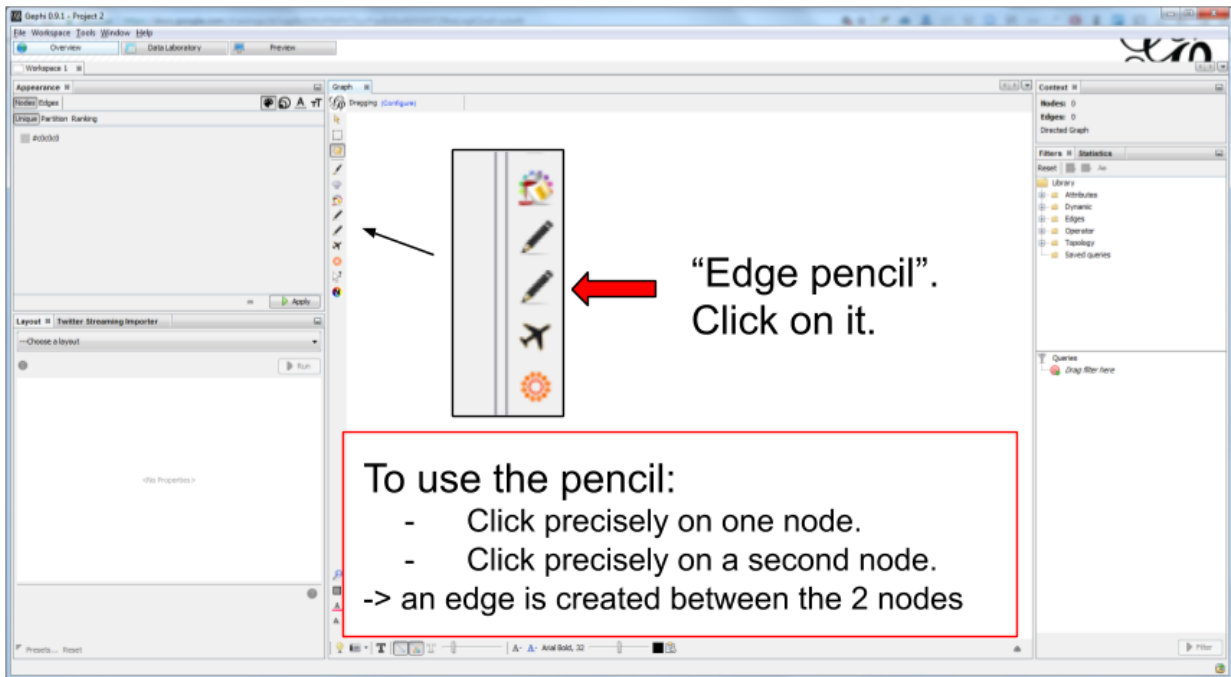 Gephi 0.9.1 - Project 2
File Workspace Tools Window Help
Overview Data Laboratory Preview
Workspace 1
Appearance
Nodes Edges
Unique Partition Ranking
#c0c0c0
Apply
Layout Twitter Streaming Importer
---Choose a layout
Run
<No Properties>
Presets... Reset
Graph
Dragging (Configure)
“Edge pencil”.
Click on it.
To use the pencil:
- Click precisely on one node.
- Click precisely on a second node.
-> an edge is created between the 2 nodes
T A- A- Arial Bold, 32
Context
Nodes: 0
Edges: 0
Directed Graph
Filters Statistics
Reset
Library
Attributes
Dynamic
Edges
Operator
Topology
Saved queries
Queries
Drag filter here
Filter